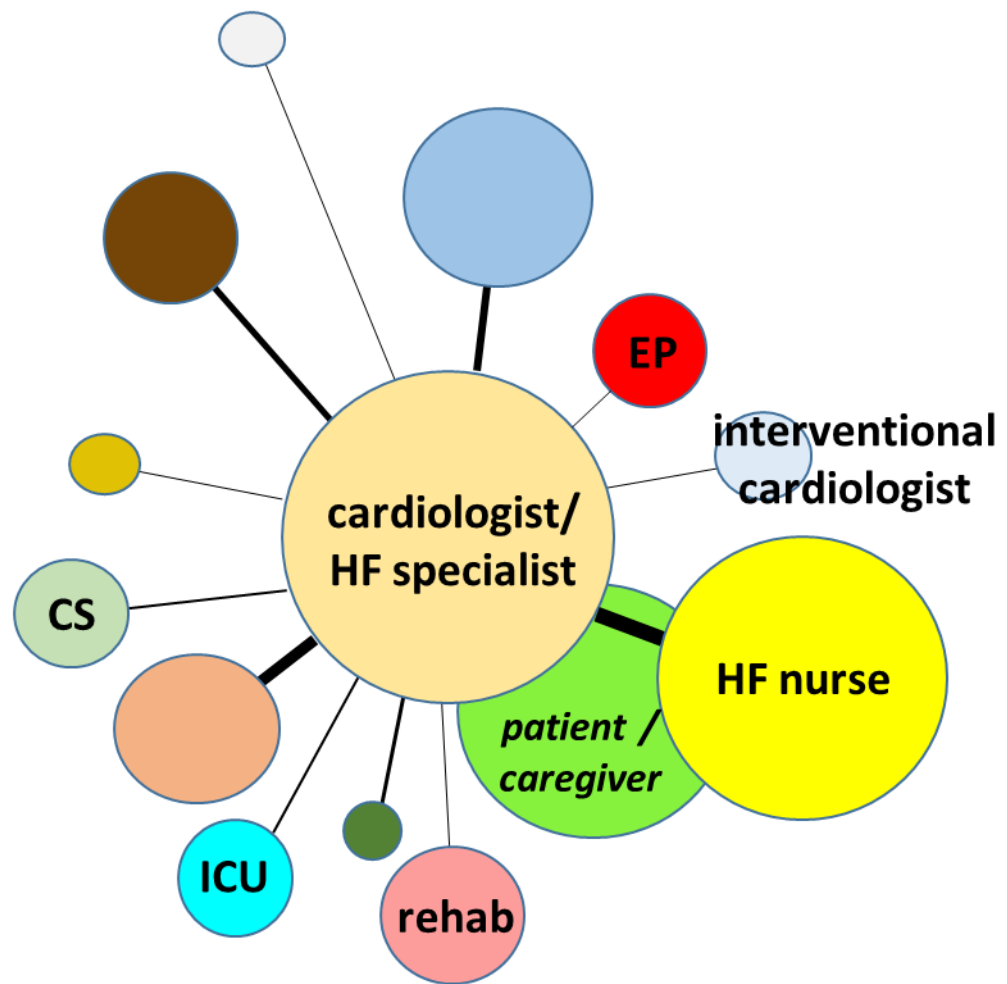 EP
interventional
cardiologist
cardiologist/
HF specialist
CS
HF nurse
patient /
caregiver
ICU
rehab